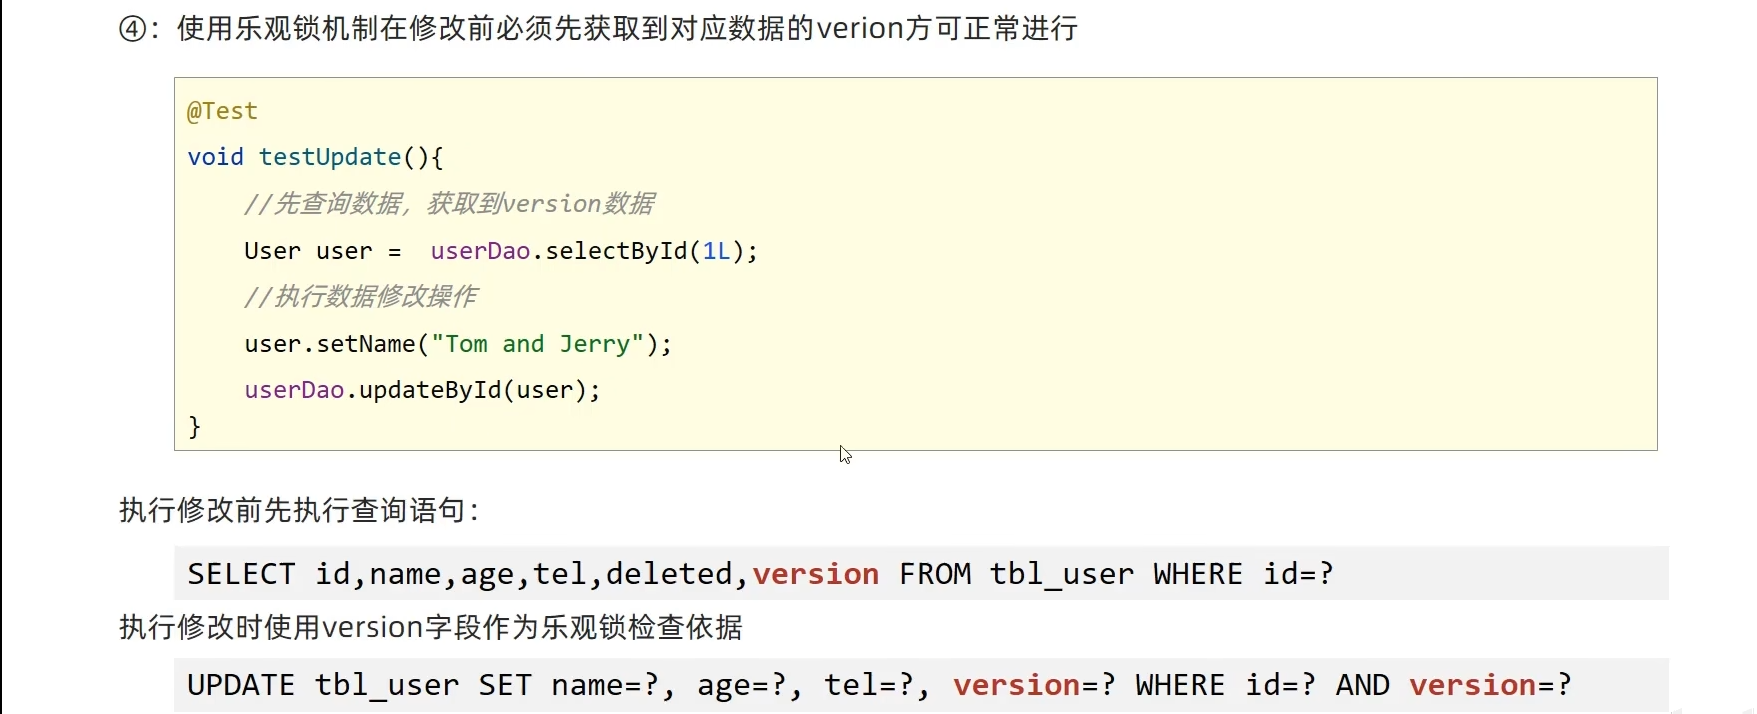 ④：使用乐观锁机制在修改前必须先获取到对应数据的verion方可正常进行
@Test
void testUpdate(){
//先查询数据，获取到version数据
User user =  userDao.selectById(1L);
//执行数据修改操作
user.setName("Tom and Jerry");
userDao.updateById(user);
}
执行修改前先执行查询语句：
SELECT id,name,age,tel,deleted,version FROM tbl_user WHERE id=?
执行修改时使用version字段作为乐观锁检查依据
UPDATE tbl_user SET name=?, age=?, tel=?, version=? WHERE id=? AND version=?